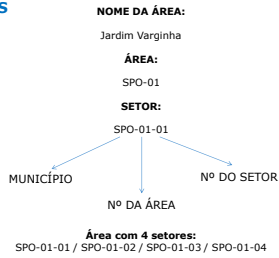 S
NOME DA ÁREA:
Jardim Varginha
ÁREA:
SPO-01
SETOR:
SPO-01-01
MUNICÍPIO
Nº DO SETOR
Nº DA ÁREA
Área com 4 setores:
SPO-01-01 / SPO-01-02 / SPO-01-03 / SPO-01-04